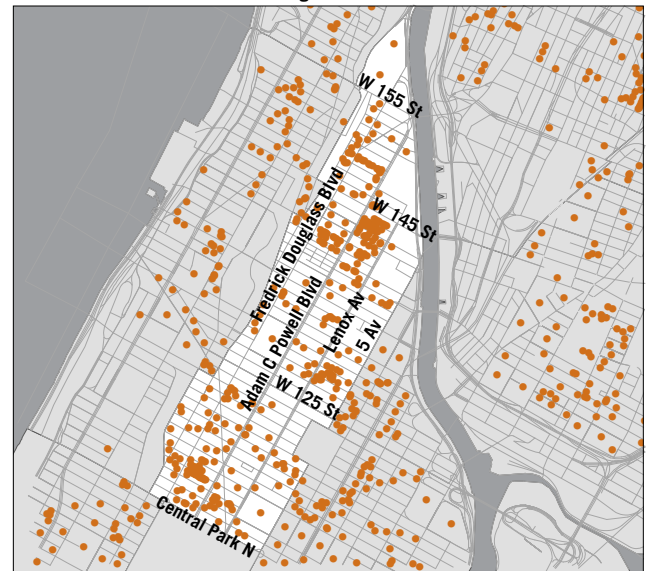 W 155 St
Fredrick Douglass Blvd
W 145 St
Adam C Powell Blvd
Lenox Av
5 Av
W 125 St
Central Park N